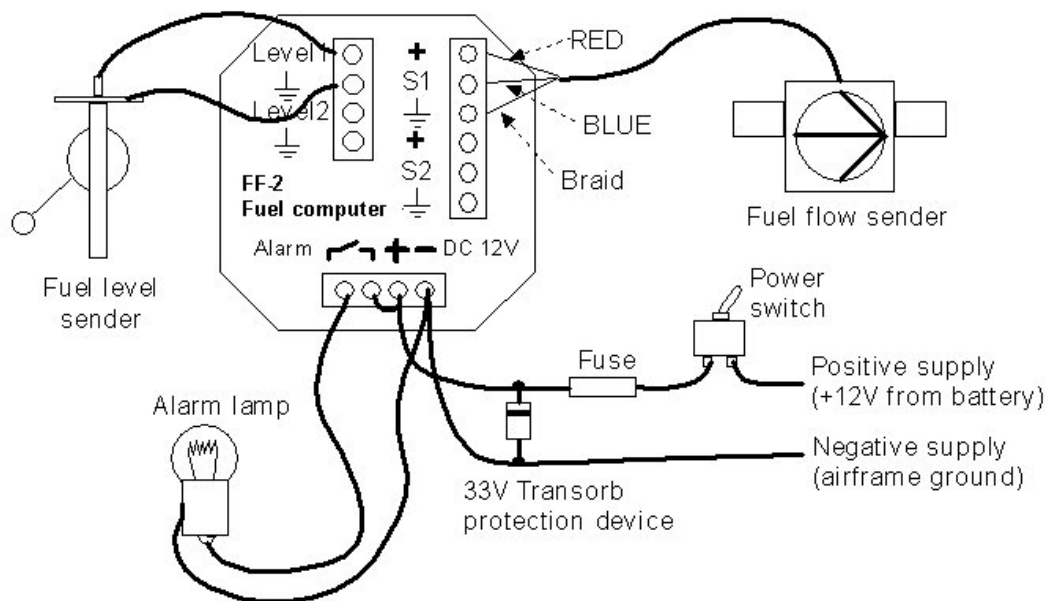 Level1
Level2
+
S1
+
S2
FF-2
Fuel computer
Alarm + − DC 12V
RED
BLUE
Braid
Fuel flow sender
Fuel level
sender
Power
switch
Fuse
Positive supply
(+12V from battery)
Negative supply
(airframe ground)
Alarm lamp
33V Transorb
protection device